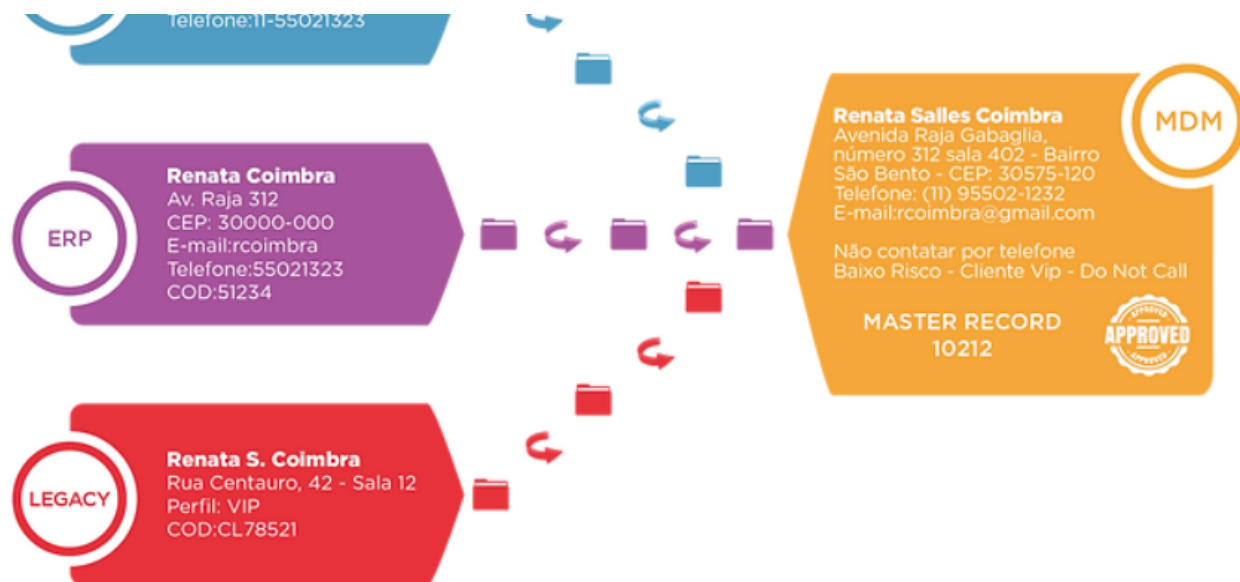 Telefone:11-55021323
ERP
Renata Coimbra
Av. Raja 312
CEP: 30000-000
E-mail:rcoimbra
Telefone:55021323
COD:51234
LEGACY
Renata S. Coimbra
Rua Centauro, 42 - Sala 12
Perfil: VIP
COD:CL78521
MDM
Renata Salles Coimbra
Avenida Raja Gabaglia,
número 312 sala 402 - Bairro
São Bento - CEP: 30575-120
Telefone: (11) 95502-1232
E-mail:rcoimbra@gmail.com
Não contatar por telefone
Baixo Risco - Cliente Vip - Do Not Call
MASTER RECORD
10212
APPROVED
APPROVED
APPROVED